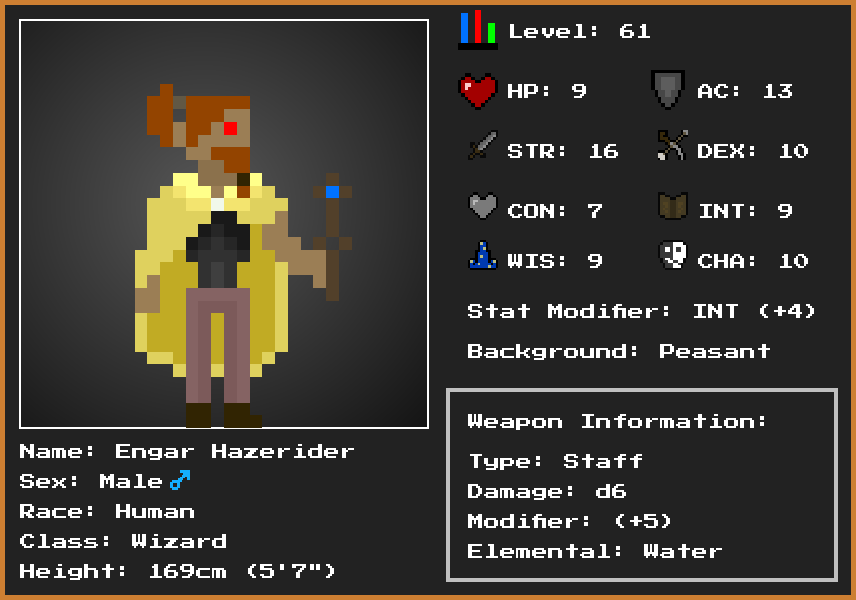 Level: 61
HP: 9 AC: 13
STR: 16 DEX: 10
CON: 7 INT: 9
WIS: 9 CHA: 10
Stat Modifier: INT (+4)
Background: Peasant
Weapon Information:
Type: Staff
Damage: d6
Modifier: (+5)
Elemental: Water
Name: Engar Hazerider
Sex: Male♂
Race: Human
Class: Wizard
Height: 169cm (5'7")